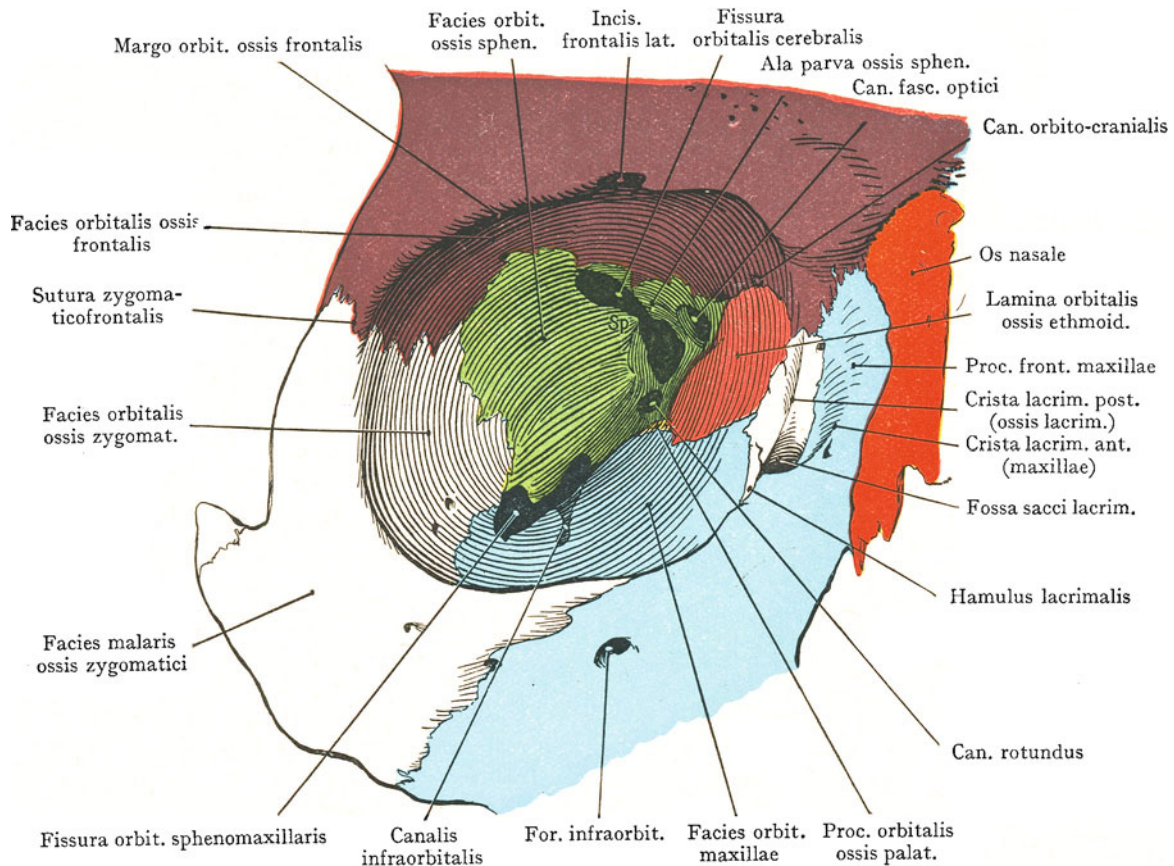 Facies orbit.
ossis sphen.
Incis.
frontalis lat.
Fissura
orbitalis cerebralis
Margo orbit. ossis frontalis
Ala parva ossis sphen.
Can. fasc. optici
Can. orbito-cranialis
Facies orbitalis ossis
frontalis
Os nasale
Sutura zygoma-
ticofrontalis
Lamina orbitalis
ossis ethmoid.
Sp.
Proc. front. maxillae
Facies orbitalis
ossis zygomat.
Crista lacrim. post.
(ossis lacrim.)
Crista lacrim. ant.
(maxillae)
Fossa sacci lacrim.
Hamulus lacrimalis
Facies malaris
ossis zygomatici
Can. rotundus
Fissura orbit. sphenomaxillaris
Canalis
infraorbitalis
For. infraorbit.
Facies orbit.
maxillae
Proc. orbitalis
ossis palat.